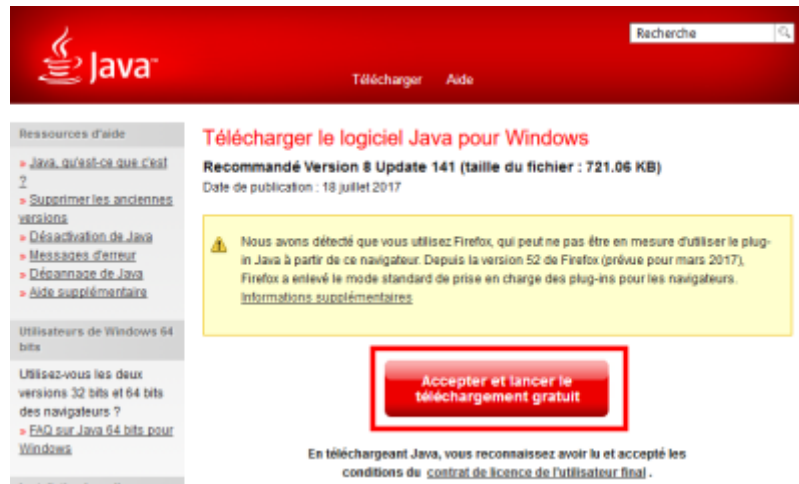 Java
Recherche
Télécharger Aide
Ressources d'aide
» Java, qu'est-ce que c'est
?
» Supprimer les anciennes
versions
» Désactivation de Java
» Messages d'erreur
» Dépannage de Java
» Aide supplémentaire
Utilisateurs de Windows 64
bits
Utilisez-vous les deux
versions 32 bits et 64 bits
des navigateurs ?
» FAQ sur Java 64 bits pour
Windows
Télécharger le logiciel Java pour Windows
Recommandé Version 8 Update 141 (taille du fichier : 721.06 KB)
Date de publication : 18 juillet 2017
Nous avons détecté que vous utilisez Firefox, qui peut ne pas être en mesure d'utiliser le plug-
in Java à partir de ce navigateur. Depuis la version 52 de Firefox (prévue pour mars 2017),
Firefox a enlevé le mode standard de prise en charge des plug-ins pour les navigateurs.
Informations supplémentaires
Accepter et lancer le
téléchargement gratuit
En téléchargeant Java, vous reconnaissez avoir lu et accepté les
conditions du contrat de licence de l'utilisateur final .